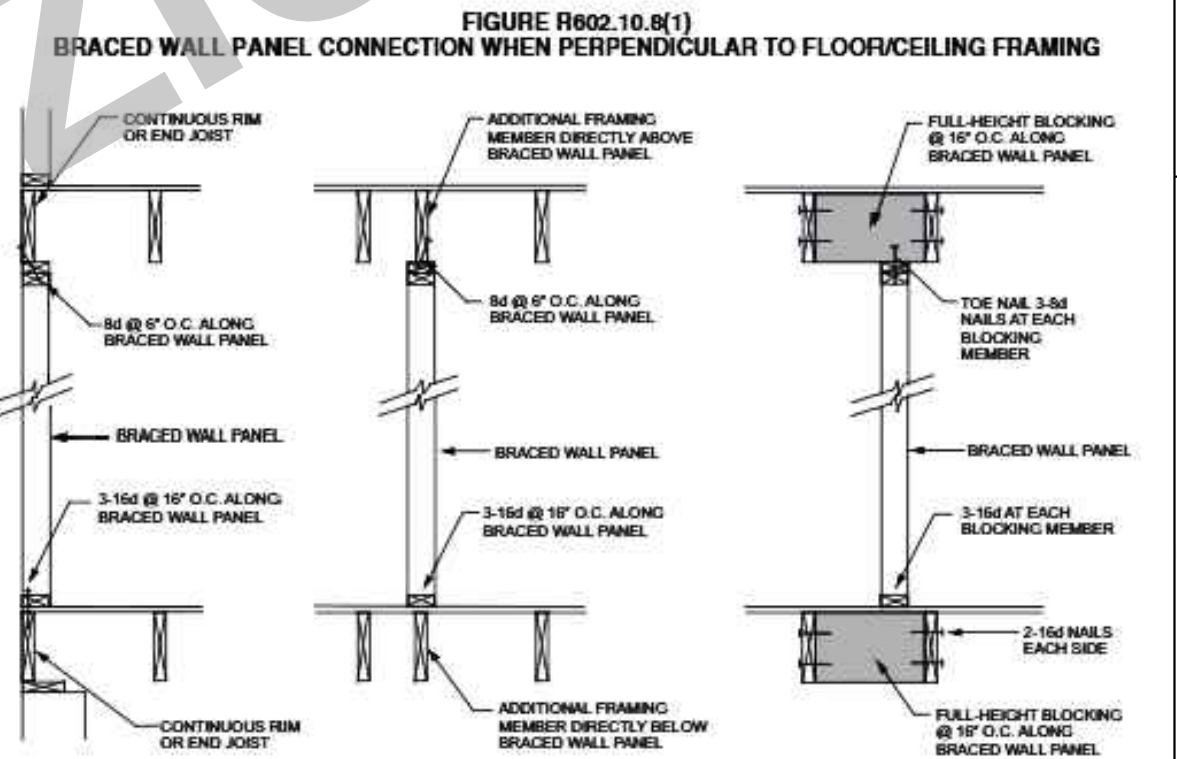 FIGURE R602.10.8(1)
BRACED WALL PANEL CONNECTION WHEN PERPENDICULAR TO FLOOR/CEILING FRAMING
CONTINUOUS RIM
OR END JOIST
8d @ 6" O.C. ALONG
BRACED WALL PANEL
BRACED WALL PANEL
3-16d @ 16" O.C. ALONG
BRACED WALL PANEL
CONTINUOUS RIM
OR END JOIST
ADDITIONAL FRAMING
MEMBER DIRECTLY ABOVE
BRACED WALL PANEL
8d @ 6" O.C. ALONG
BRACED WALL PANEL
BRACED WALL PANEL
3-16d @ 16" O.C. ALONG
BRACED WALL PANEL
ADDITIONAL FRAMING
MEMBER DIRECTLY BELOW
BRACED WALL PANEL
FULL-HEIGHT BLOCKING
@ 16" O.C. ALONG
BRACED WALL PANEL
TOE NAIL 3-8d
NAILS AT EACH
BLOCKING
MEMBER
BRACED WALL PANEL
3-16d AT EACH
BLOCKING MEMBER
2-16d NAILS
EACH SIDE
FULL-HEIGHT BLOCKING
@ 16" O.C. ALONG
BRACED WALL PANEL